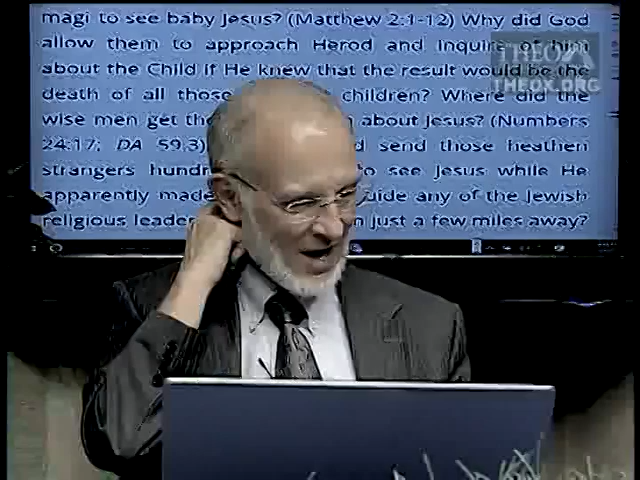 magi to see baby Jesus? (Matthew 2:1-12) Why did God
allow them to approach Herod and inquire of him
about the Child if He knew that the result would be the
death of all those children? Where did the
wise men get the about Jesus? (Numbers
24:17; DA 59.3) send those heathen
strangers to see Jesus while He
apparently made any of the Jewish
religious just a few miles away?
THEOX
THEOX.ORG